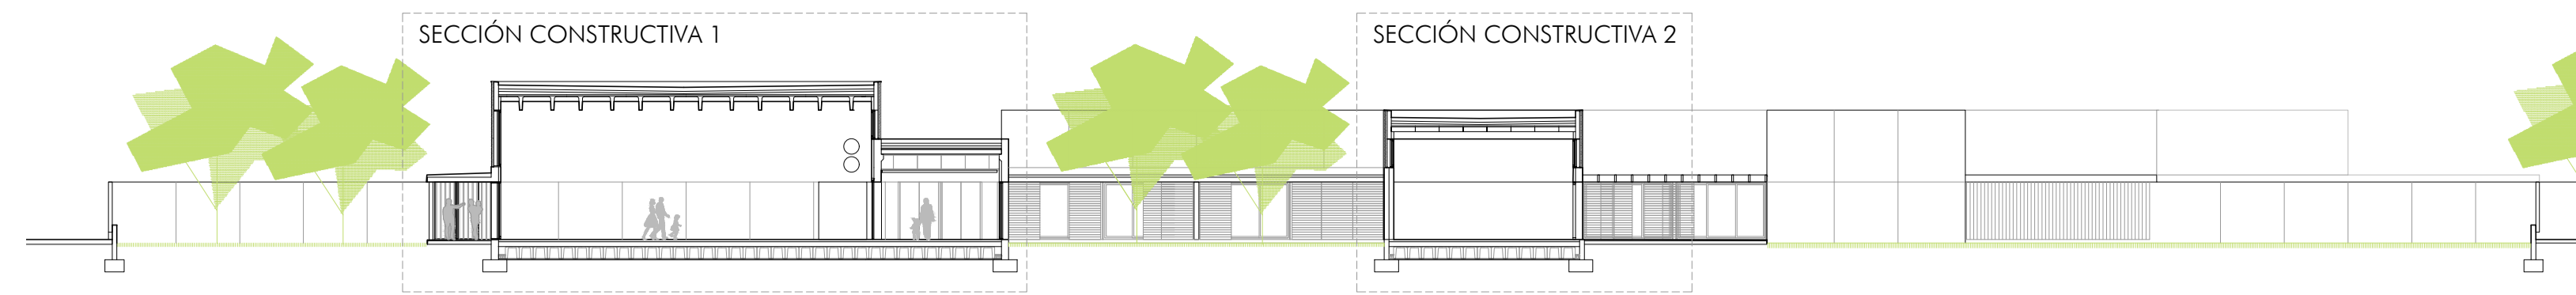 SECCIÓN CONSTRUCTIVA 1
SECCIÓN CONSTRUCTIVA 2